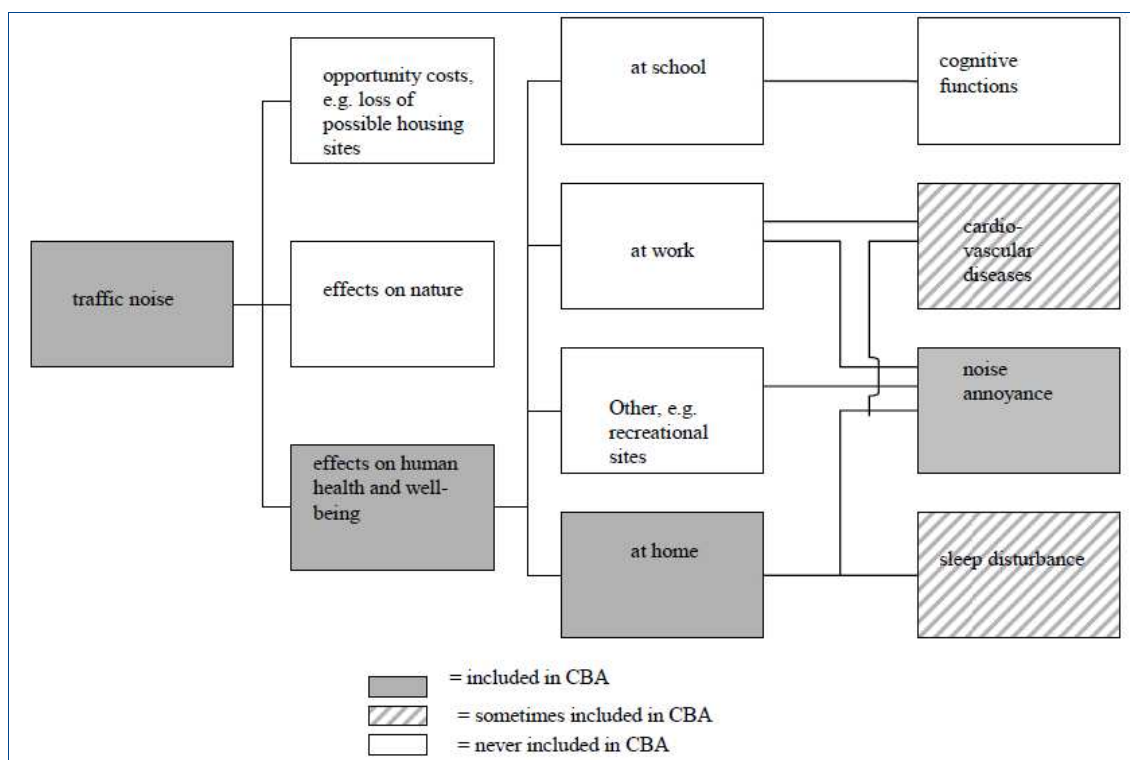 opportunity costs,
e.g. loss of
possible housing
sites
at school
cognitive
functions
traffic noise
effects on nature
at work
cardio-
vascular
diseases
effects on human
health and well-
being
Other, e.g.
recreational
sites
noise
annoyance
at home
sleep disturbance
= included in CBA
= sometimes included in CBA
= never included in CBA